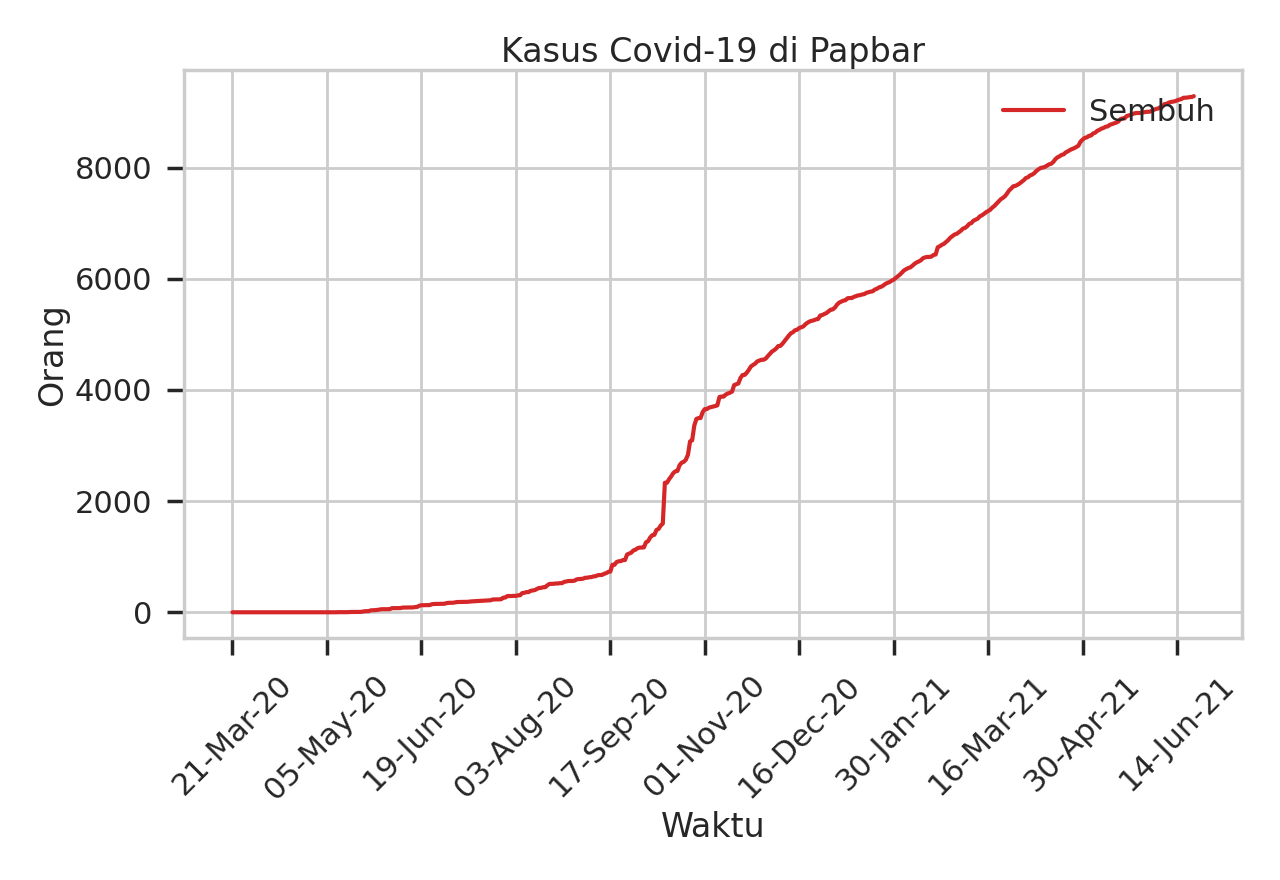 Kasus Covid-19 di Papbar
Sembuh
Orang
8000
6000
4000
2000
0
21-Mar-20
05-May-20
19-Jun-20
03-Aug-20
17-Sep-20
01-Nov-20
16-Dec-20
30-Jan-21
16-Mar-21
30-Apr-21
14-Jun-21
Waktu